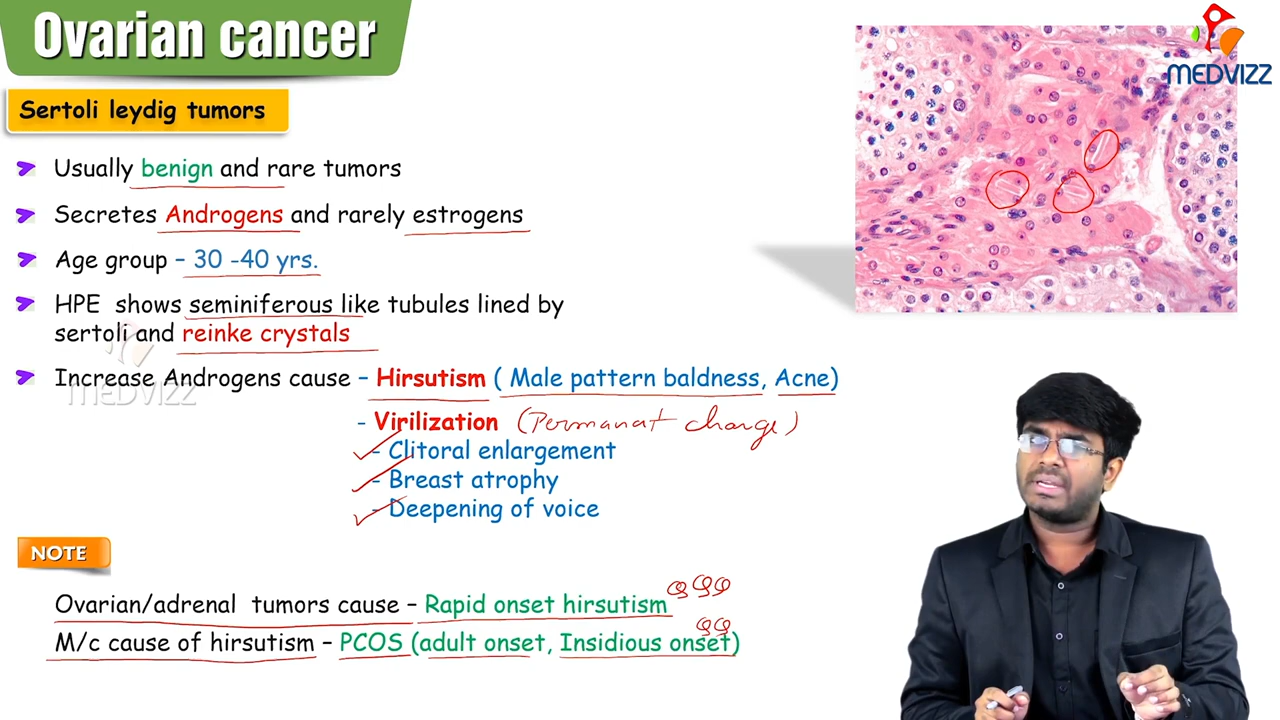 Ovarian cancer
MEDVIZZ
Sertoli leydig tumors
Usually benign and rare tumors
Secretes Androgens and rarely estrogens
Age group – 30 -40 yrs.
HPE shows seminiferous like tubules lined by
sertoli and reinke crystals
Increase Androgens cause – Hirsutism ( Male pattern baldness, Acne)
MEDVIZZ
- Virilization (Permanat change)
- Clitoral enlargement
- Breast atrophy
- Deepening of voice
NOTE
Ovarian/adrenal tumors cause – Rapid onset hirsutism
M/c cause of hirsutism – PCOS (adult onset, Insidious onset)